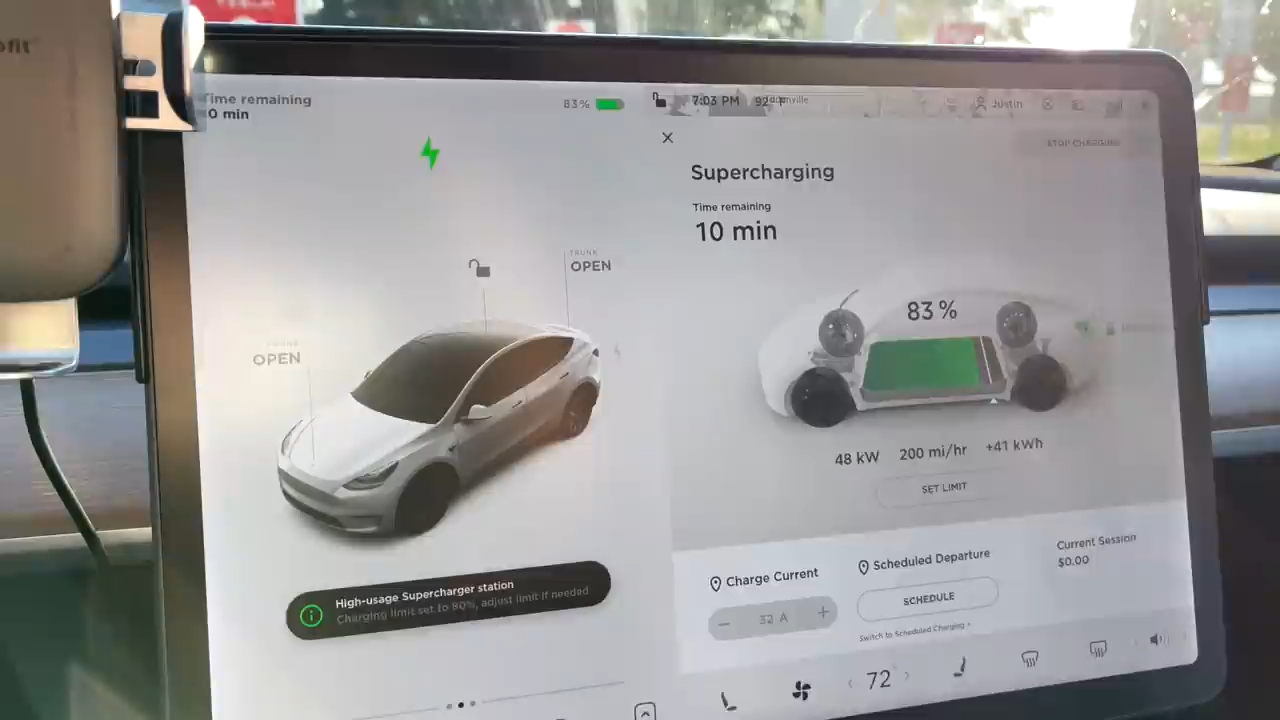 Time remaining
0 min
83%
7:03 PM
Justin
STOP CHARGING
Supercharging
Time remaining
10 min
TRUNK
OPEN
OPEN
83 %
48 kW 200 mi/hr +41 kWh
SET LIMIT
High-usage Supercharger station
Charging limit set to 80%, adjust limit if needed
Charge Current
− 32 A +
Scheduled Departure
SCHEDULE
Switch to Scheduled Charging >
Current Session
$0.00
‹ 72 ›